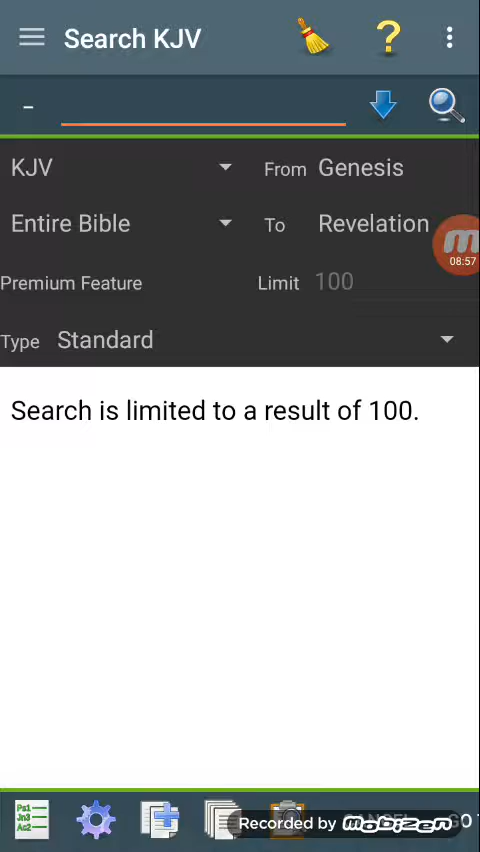 Search KJV
?
-
KJV From Genesis
Entire Bible To Revelation
08:57
Premium Feature Limit 100
Type Standard
Search is limited to a result of 100.
Ps1
Jn3
Ac2
Recorded by mobizen